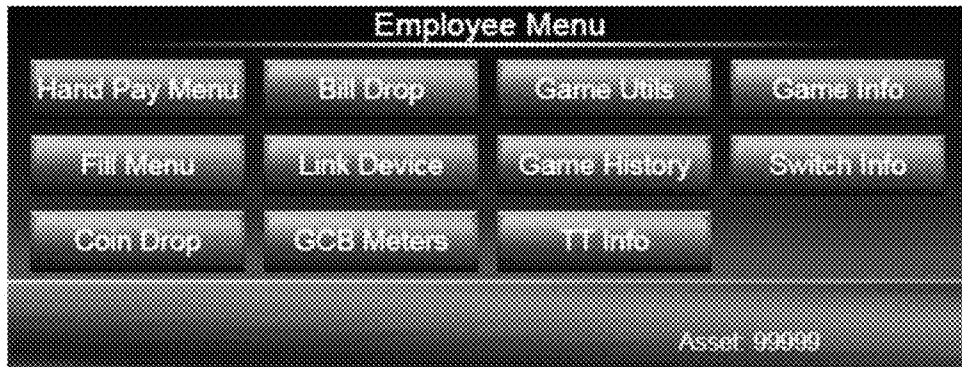 Employee Menu
Hand Pay Menu Bill Drop Game Utils Game Info
Fill Menu Link Device Game History Switch Info
Coin Drop GCB Meters TT Info
Asset 99999